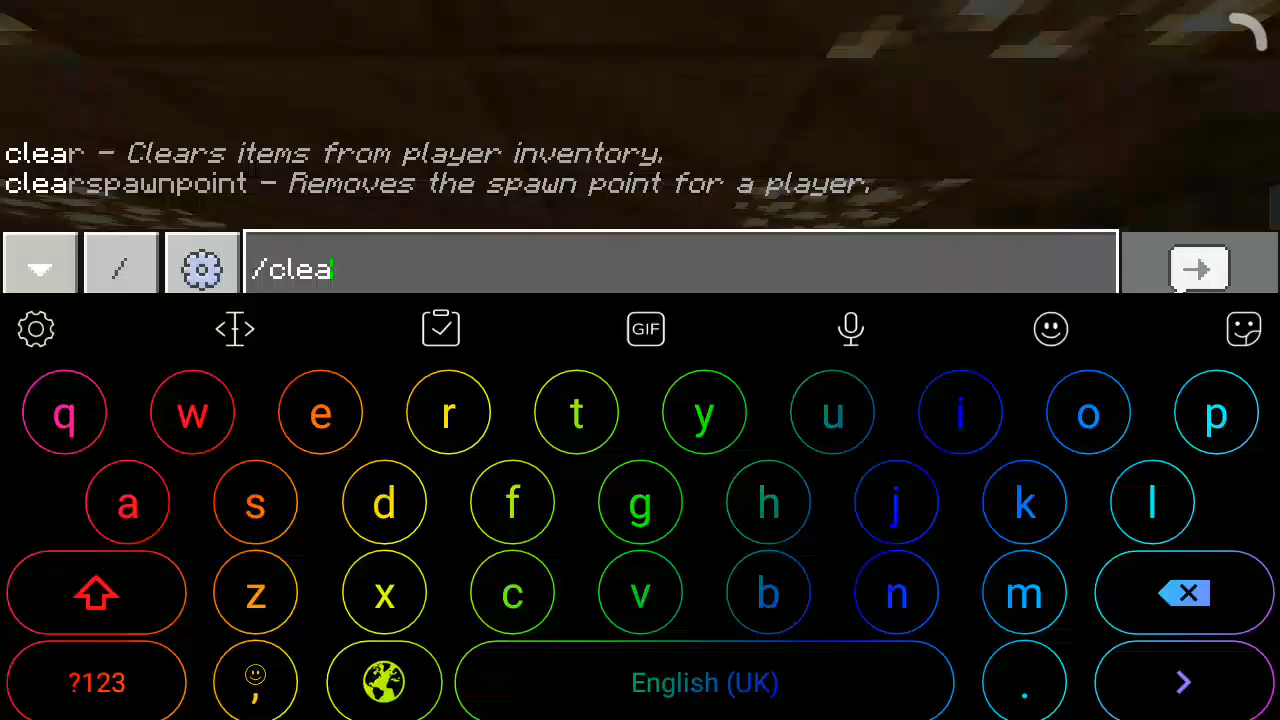 clear - Clears items from player inventory.
clearspawnpoint - Removes the spawn point for a player.
/ /clea
GIF
q w e r t y u i o p
a s d f g h j k l
z x c v b n m
?123 , English (UK) .